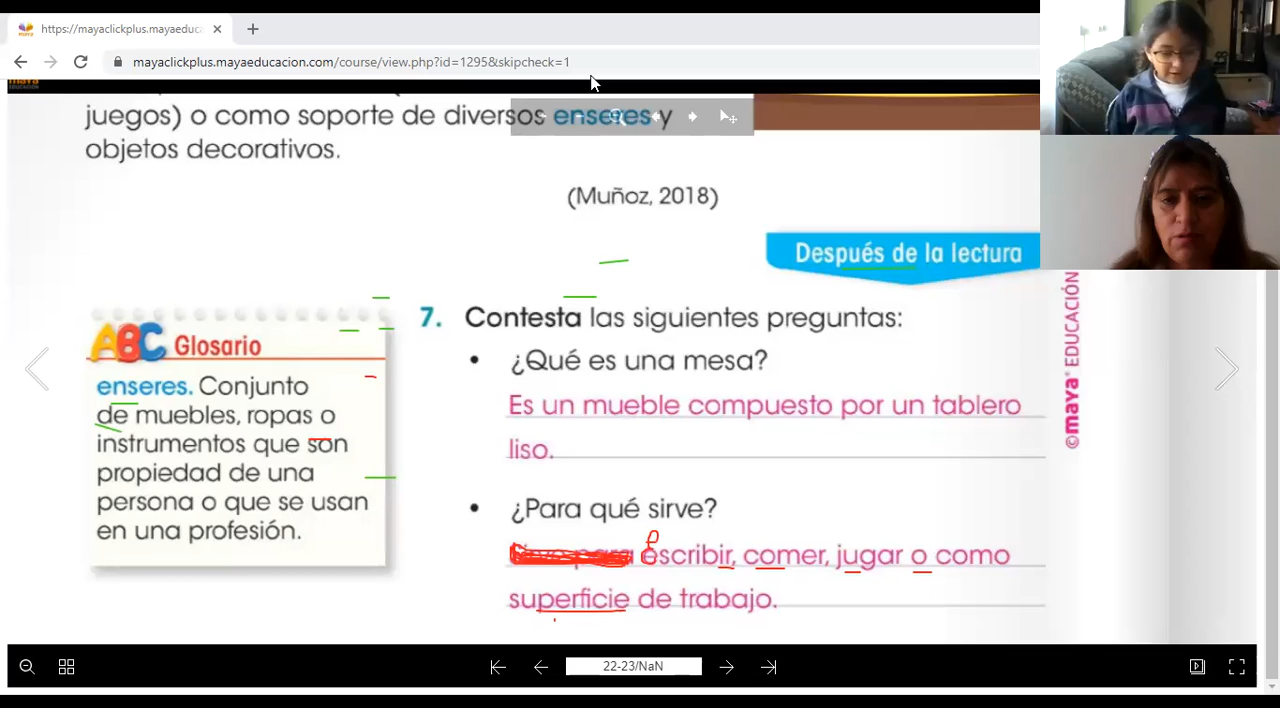 https://mayaclickplus.mayaeduca
mayaclickplus.mayaeducacion.com/course/view.php?id=1295&skipcheck=1
juegos) o como soporte de diversos enseres y
objetos decorativos.
(Muñoz, 2018)
Después de la lectura
ABC Glosario
enseres. Conjunto
de muebles, ropas o
instrumentos que son
propiedad de una
persona o que se usan
en una profesión.
7. Contesta las siguientes preguntas:
• ¿Qué es una mesa?
Es un mueble compuesto por un tablero
liso.
• ¿Para qué sirve?
para escribir, comer, jugar o como
superficie de trabajo.
©maya EDUCACIÓN
22-23/NaN